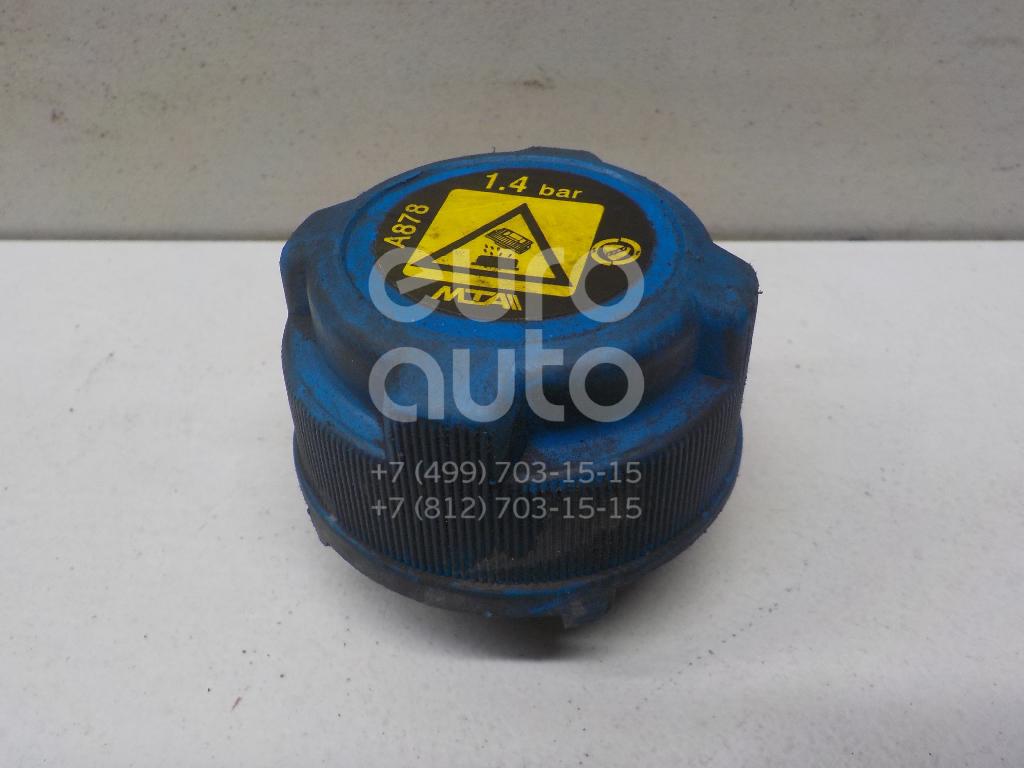 1.4 bar
A878
MTA
euro
auto
+7 (499) 703-15-15
+7 (812) 703-15-15